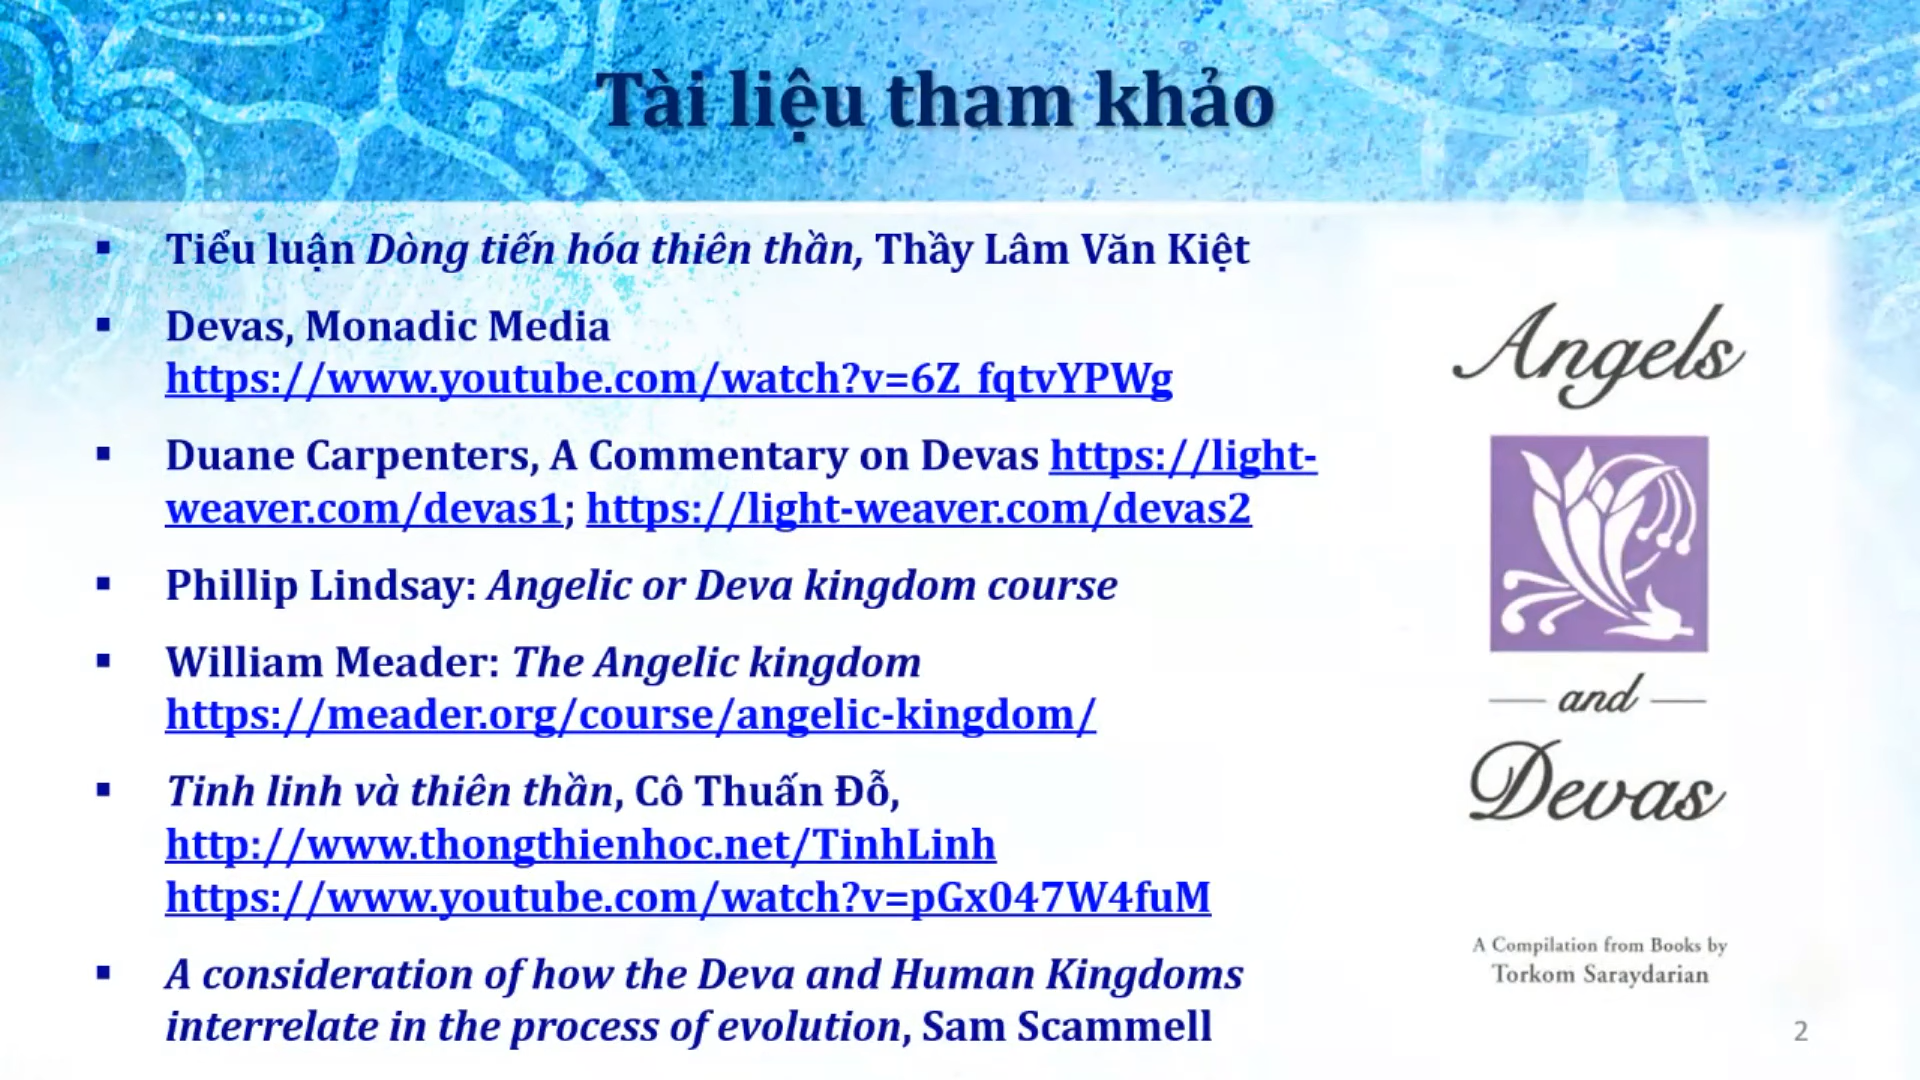 Tài liệu tham khảo
▪ Tiểu luận Dòng tiến hóa thiên thần, Thầy Lâm Văn Kiệt
▪ Devas, Monadic Media
https://www.youtube.com/watch?v=6Z_fqtvYPWg
▪ Duane Carpenters, A Commentary on Devas https://light-
weaver.com/devas1; https://light-weaver.com/devas2
▪ Phillip Lindsay: Angelic or Deva kingdom course
▪ William Meader: The Angelic kingdom
https://meader.org/course/angelic-kingdom/
▪ Tinh linh và thiên thần, Cô Thuấn Đỗ,
http://www.thongthienhoc.net/TinhLinh
https://www.youtube.com/watch?v=pGx047W4fuM
▪ A consideration of how the Deva and Human Kingdoms
interrelate in the process of evolution, Sam Scammell
Angels
and
Devas
A Compilation from Books by
Torkom Saraydarian
2